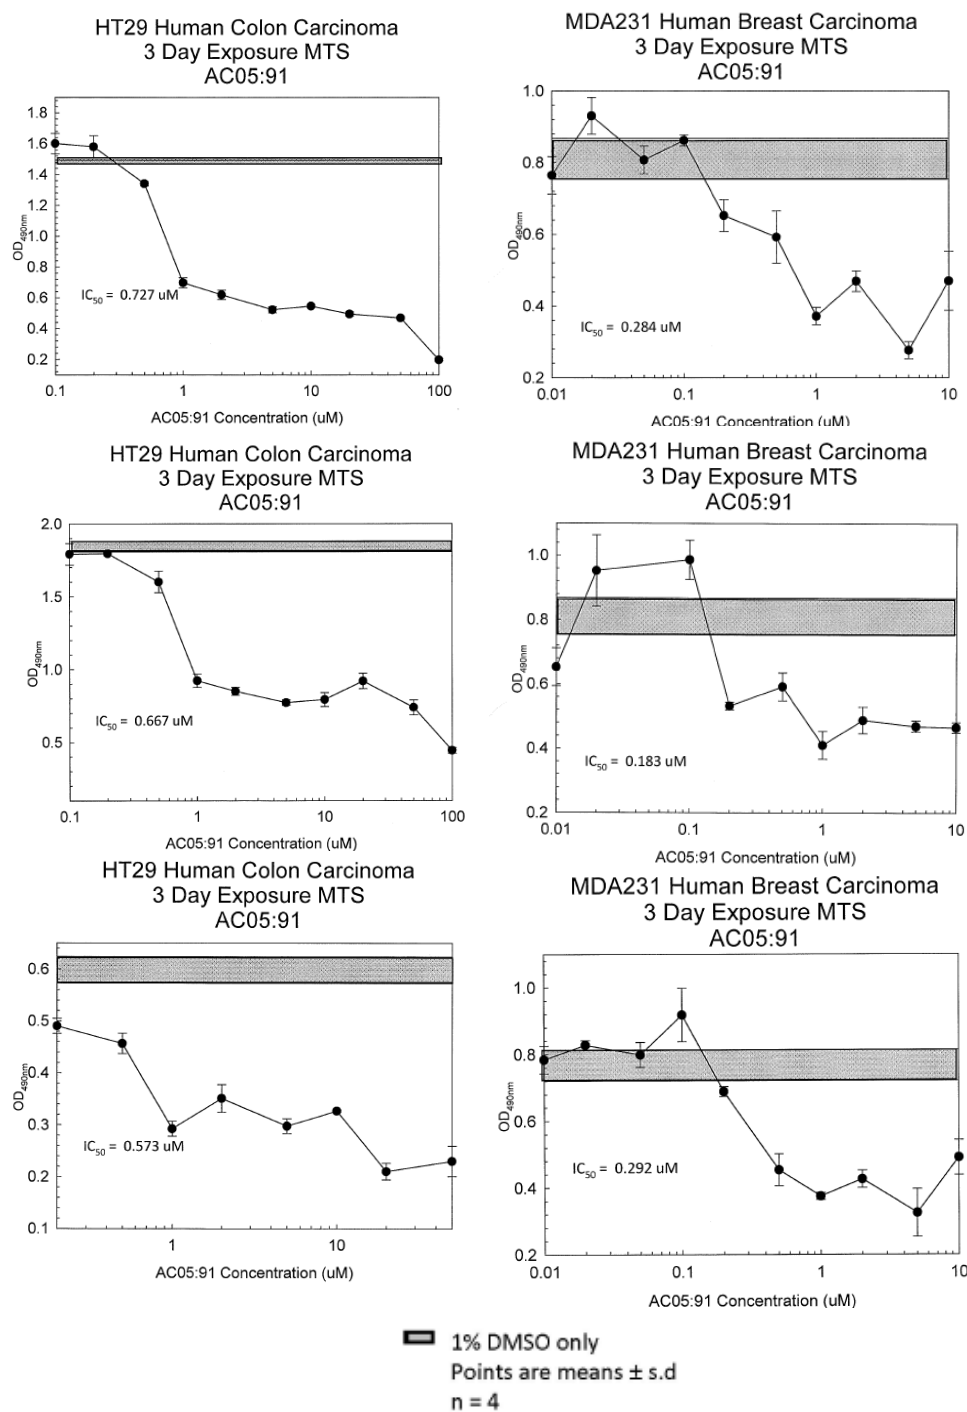 HT29 Human Colon Carcinoma
3 Day Exposure MTS
AC05:91
1.8
1.6
1.4
1.2
1.0
0.8
0.6
0.4
0.2
OD490nm
IC50 = 0.727 uM
0.1 1 10 100
AC05:91 Concentration (uM)
MDA231 Human Breast Carcinoma
3 Day Exposure MTS
AC05:91
1.0
0.8
0.6
0.4
0.2
OD490nm
IC50 = 0.284 uM
0.01 0.1 1 10
AC05:91 Concentration (uM)
HT29 Human Colon Carcinoma
3 Day Exposure MTS
AC05:91
2.0
1.5
1.0
0.5
OD490nm
IC50 = 0.667 uM
0.1 1 10 100
AC05:91 Concentration (uM)
MDA231 Human Breast Carcinoma
3 Day Exposure MTS
AC05:91
1.0
0.8
0.6
0.4
0.2
OD490nm
IC50 = 0.183 uM
0.01 0.1 1 10
AC05:91 Concentration (uM)
HT29 Human Colon Carcinoma
3 Day Exposure MTS
AC05:91
0.6
0.5
0.4
0.3
0.2
0.1
OD490nm
IC50 = 0.573 uM
1 10
AC05:91 Concentration (uM)
MDA231 Human Breast Carcinoma
3 Day Exposure MTS
AC05:91
1.0
0.8
0.6
0.4
0.2
OD490nm
IC50 = 0.292 uM
0.01 0.1 1 10
AC05:91 Concentration (uM)
1% DMSO only
Points are means ± s.d
n = 4